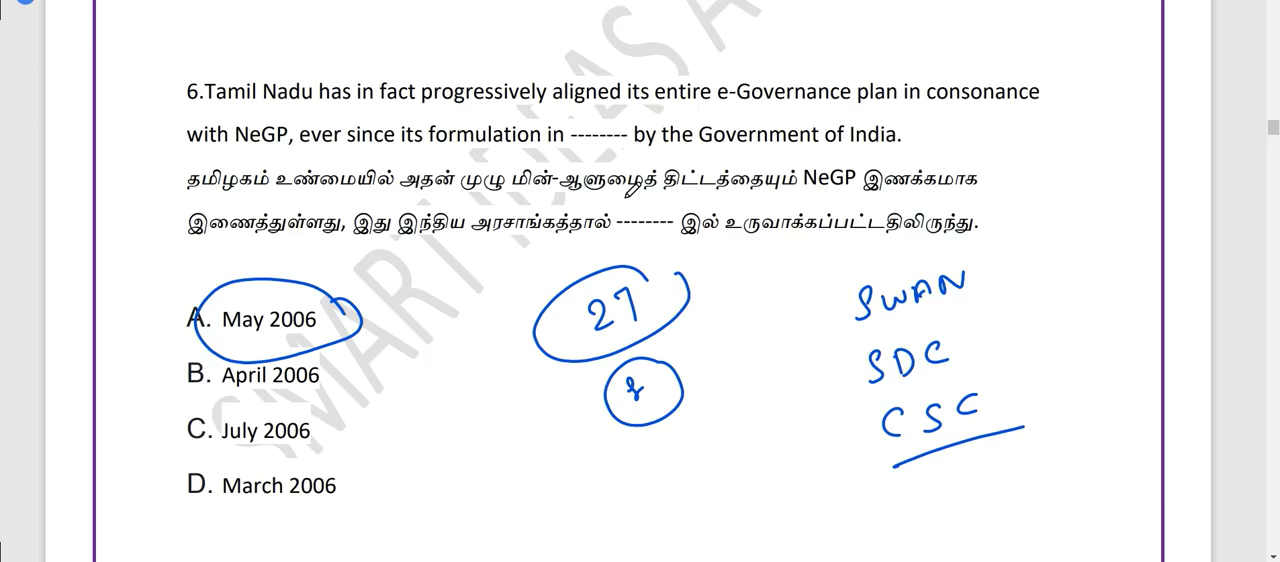 6.Tamil Nadu has in fact progressively aligned its entire e-Governance plan in consonance
with NeGP, ever since its formulation in -------- by the Government of India.
தமிழகம் உண்மையில் அதன் முழு மின்-ஆளுமைத் திட்டத்தையும் NeGP இணக்கமாக
இணைத்துள்ளது, இது இந்திய அரசாங்கத்தால் -------- இல் உருவாக்கப்பட்டதிலிருந்து.
A. May 2006
B. April 2006
C. July 2006
D. March 2006
27
SWAN
SDC
CSC